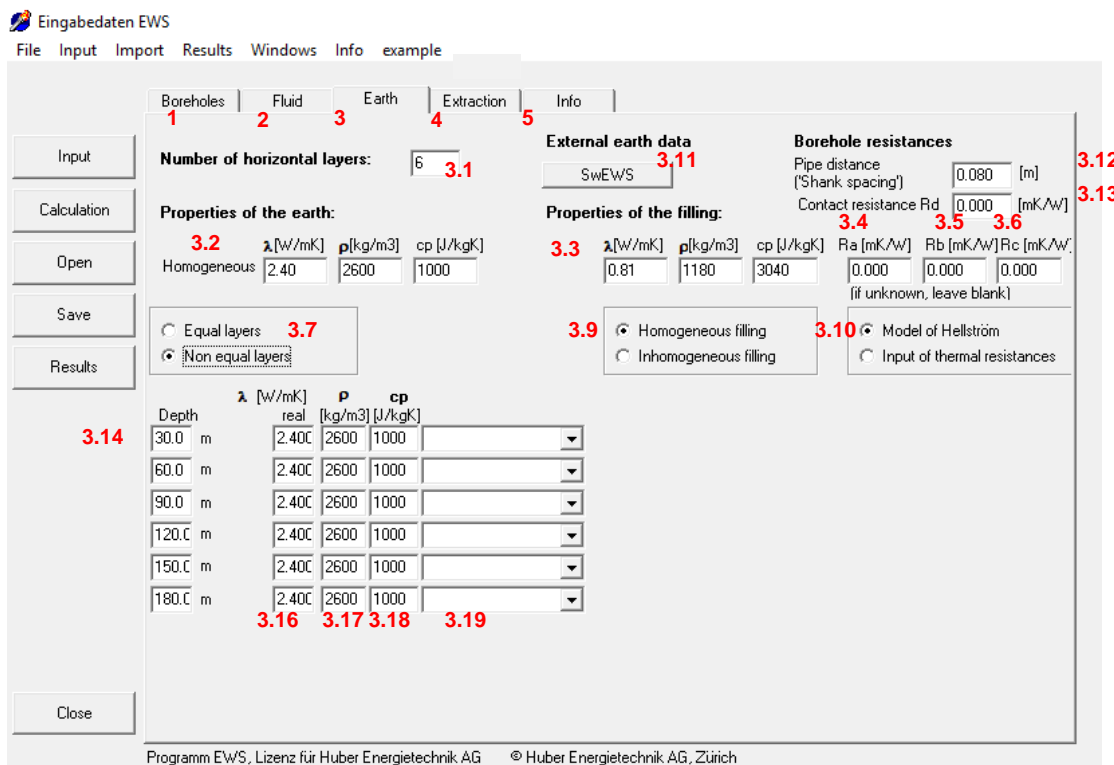 Eingabedaten EWS
File Input Import Results Windows Info example
Boreholes Fluid Earth Extraction Info
1 2 3 4 5
Input
Calculation
Open
Save
Results
Close
Number of horizontal layers: 6 3.1
External earth data
3.11
SwEWS
Borehole resistances
Pipe distance
('Shank spacing') 0.080 [m] 3.12
Contact resistance Rd 0.000 [mK/W] 3.13
Properties of the earth:
3.2 λ[W/mK] ρ[kg/m3] cp [J/kgK]
Homogeneous 2.40 2600 1000
Properties of the filling:
3.3 λ[W/mK] ρ[kg/m3] cp [J/kgK]
0.81 1180 3040
3.4 3.5 3.6
Ra [mK/W] Rb [mK/W] Rc [mK/W]
0.000 0.000 0.000
(if unknown, leave blank)
Equal layers 3.7
Non equal layers
3.9 Homogeneous filling
Inhomogeneous filling
3.10 Model of Hellström
Input of thermal resistances
λ [W/mK] ρ cp
Depth real [kg/m3] [J/kgK]
3.14
30.0 m 2.400 2600 1000
60.0 m 2.400 2600 1000
90.0 m 2.400 2600 1000
120.0 m 2.400 2600 1000
150.0 m 2.400 2600 1000
180.0 m 2.400 2600 1000
3.16 3.17 3.18 3.19
Programm EWS, Lizenz für Huber Energietechnik AG © Huber Energietechnik AG, Zürich